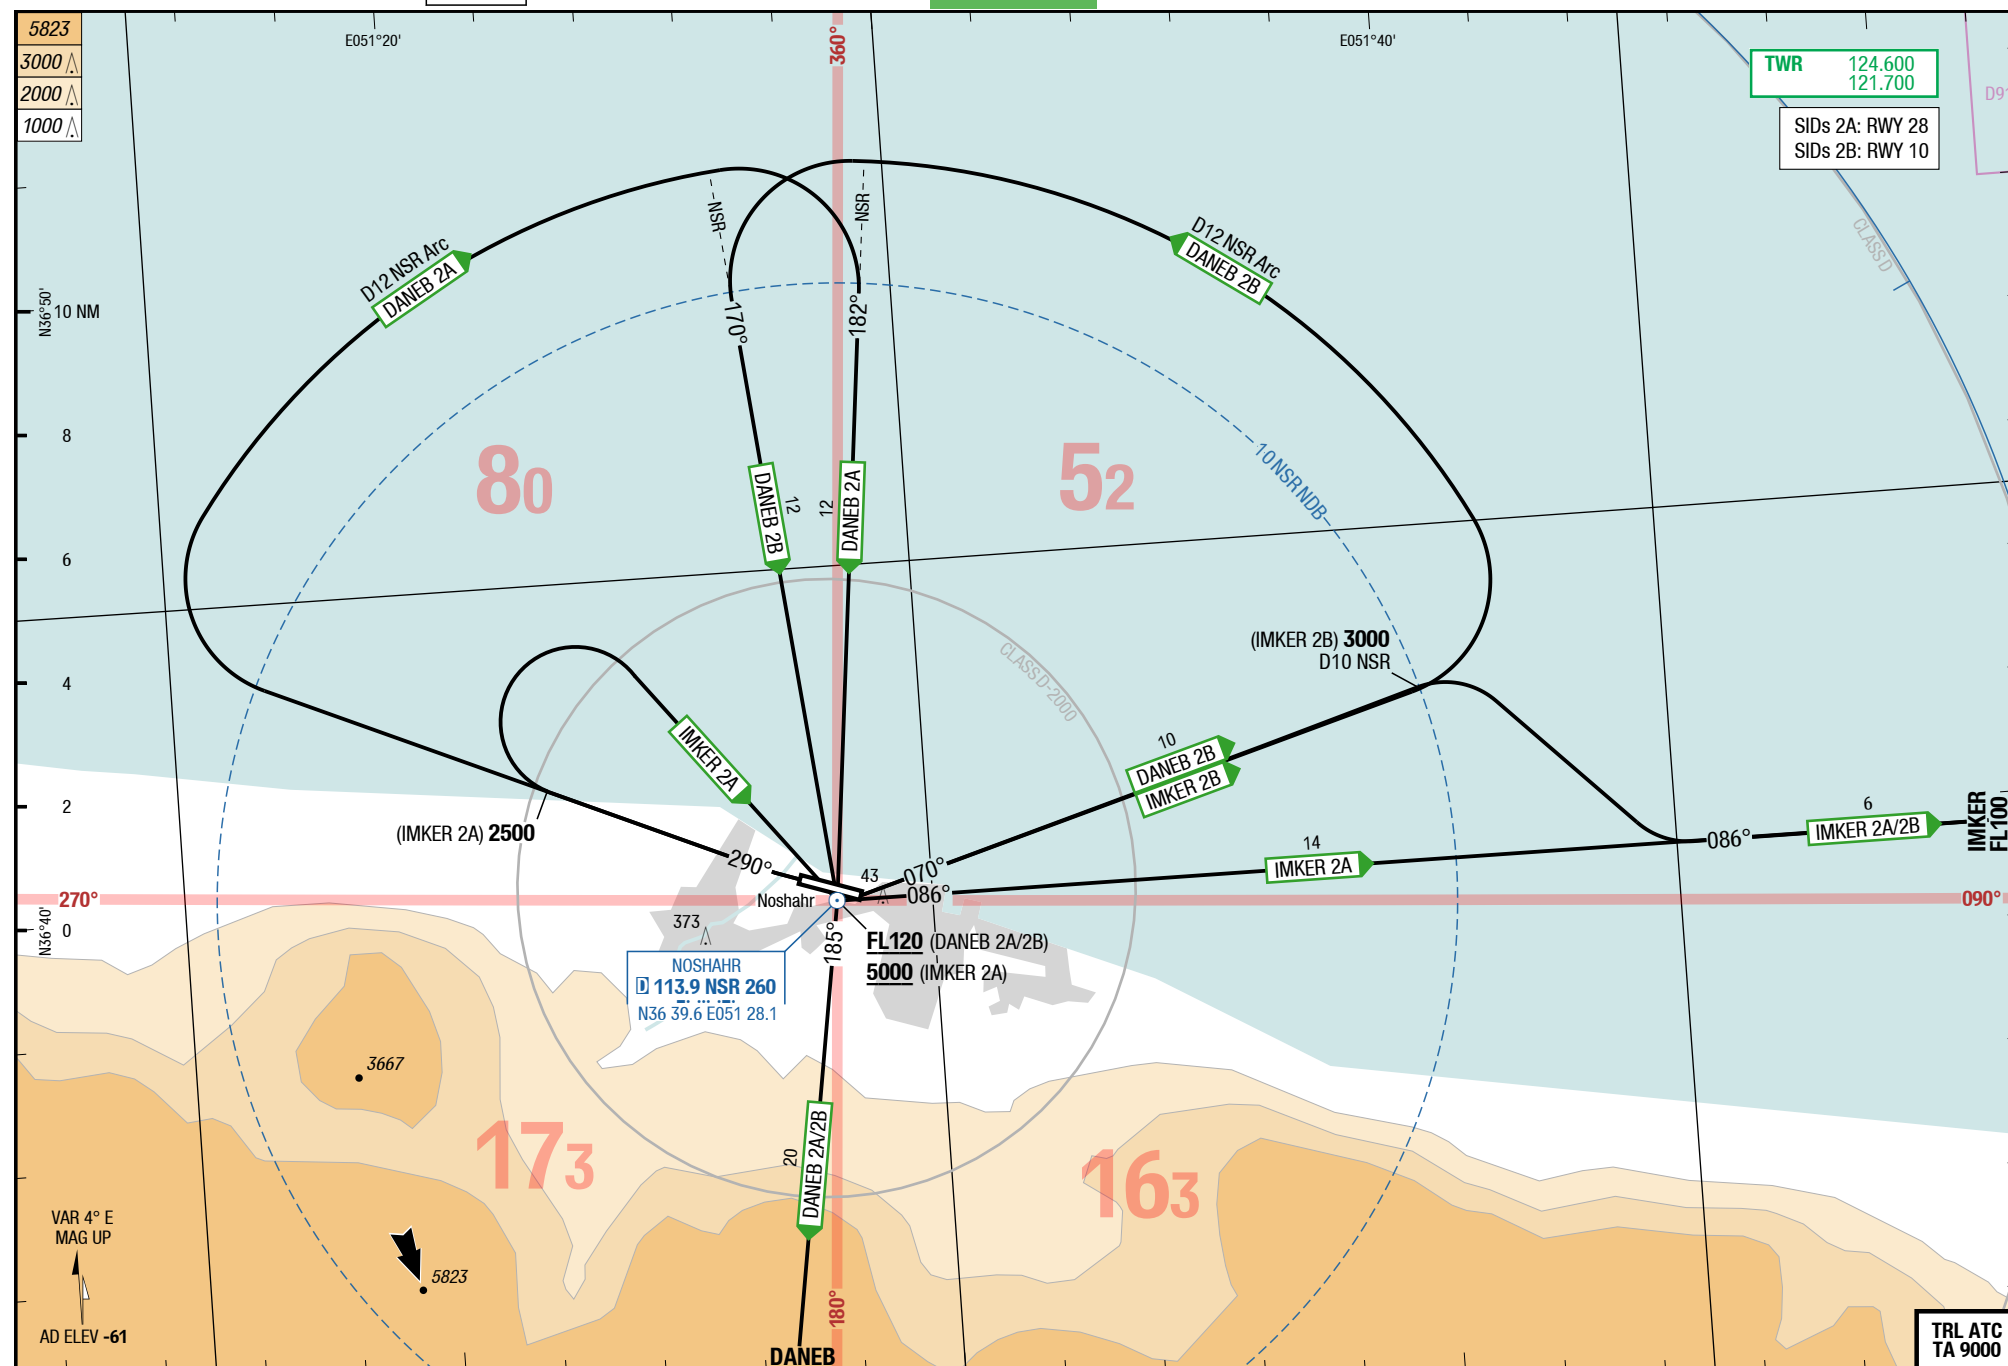 5823
3000
2000
1000
E051°20'
360°
E051°40'
TWR 124.600
121.700
SIDs 2A: RWY 28
SIDs 2B: RWY 10
D91
CLASS D
NSR
NSR
D12 NSR Arc
DANEB 2A
D12 NSR Arc
DANEB 2B
N36°50'
10 NM
170°
182°
8
80
52
10 NSR NDB
DANEB 2B
12
12
DANEB 2A
6
CLASS D-2000
(IMKER 2B) 3000
D10 NSR
4
IMKER 2A
10
DANEB 2B
IMKER 2B
2
(IMKER 2A) 2500
6
IMKER 2A/2B
086°
IMKER
FL100
14
IMKER 2A
290°
43
070°
086°
270°
Noshahr
090°
N36°40'
0
373
185°
FL120 (DANEB 2A/2B)
5000 (IMKER 2A)
NOSHAHR
D 113.9 NSR 260
N36 39.6 E051 28.1
3667
173
163
20
DANEB 2A/2B
VAR 4° E
MAG UP
5823
AD ELEV -61
180°
DANEB
TRL ATC
TA 9000